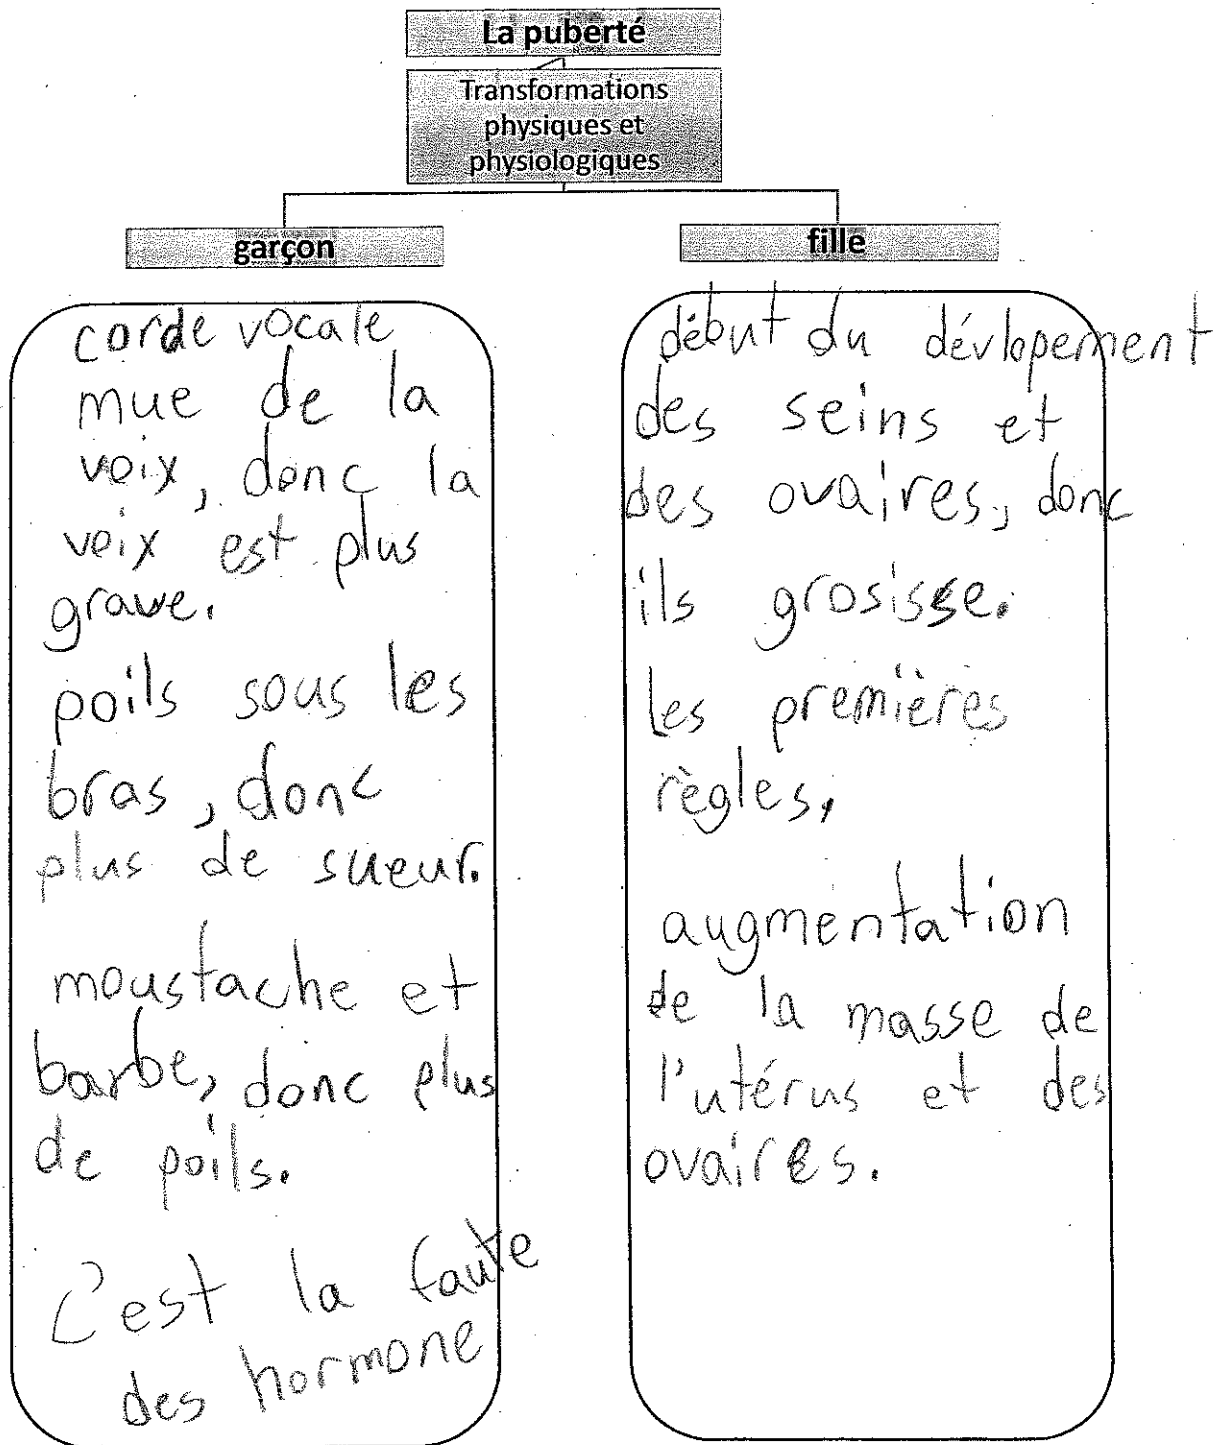 La puberté
Transformations
physiques et
physiologiques
garçon
corde vocale
mue de la
voix, donc la
voix est plus
grave.
poils sous les
bras, donc
plus de sueur.
moustache et
barbe, donc plus
de poils.
C'est la faute
des hormone
fille
début du dévlopement
des seins et
des ovaires, donc
ils grosisse.
les premières
règles,
augmentation
de la masse de
l'utérus et des
ovaires.